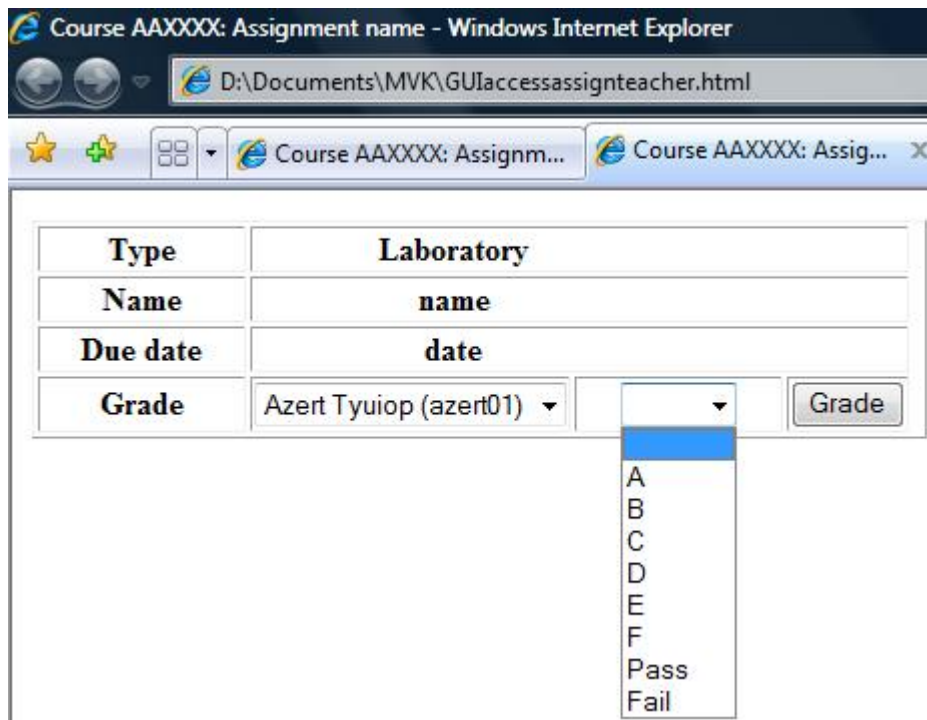 Course AAXXXX: Assignment name - Windows Internet Explorer
D:\Documents\MVK\GUIaccessassignteacher.html
Course AAXXXX: Assignm... Course AAXXXX: Assig...
Type Laboratory
Name name
Due date date
Grade Azert Tyuiop (azert01) Grade
A
B
C
D
E
F
Pass
Fail